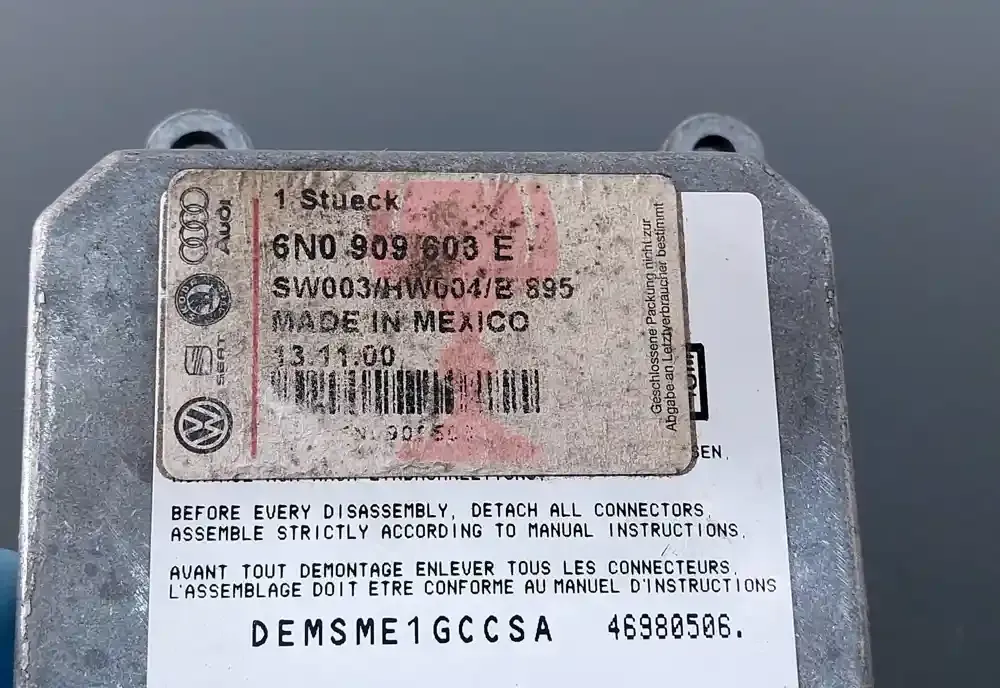 1 Stueck
6N0 909 603 E
SW003/HW004/B 895
MADE IN MEXICO
13.11.00
Audi
SEAT
Geschlossene Packung nicht zur
Abgabe an Letztverbraucher bestimmt
SEN.
BEFORE EVERY DISASSEMBLY, DETACH ALL CONNECTORS.
ASSEMBLE STRICTLY ACCORDING TO MANUAL INSTRUCTIONS.
AVANT TOUT DEMONTAGE ENLEVER TOUS LES CONNECTEURS.
L'ASSEMBLAGE DOIT ETRE CONFORME AU MANUEL D'INSTRUCTIONS
DEMSME1GCCSA 46980506.